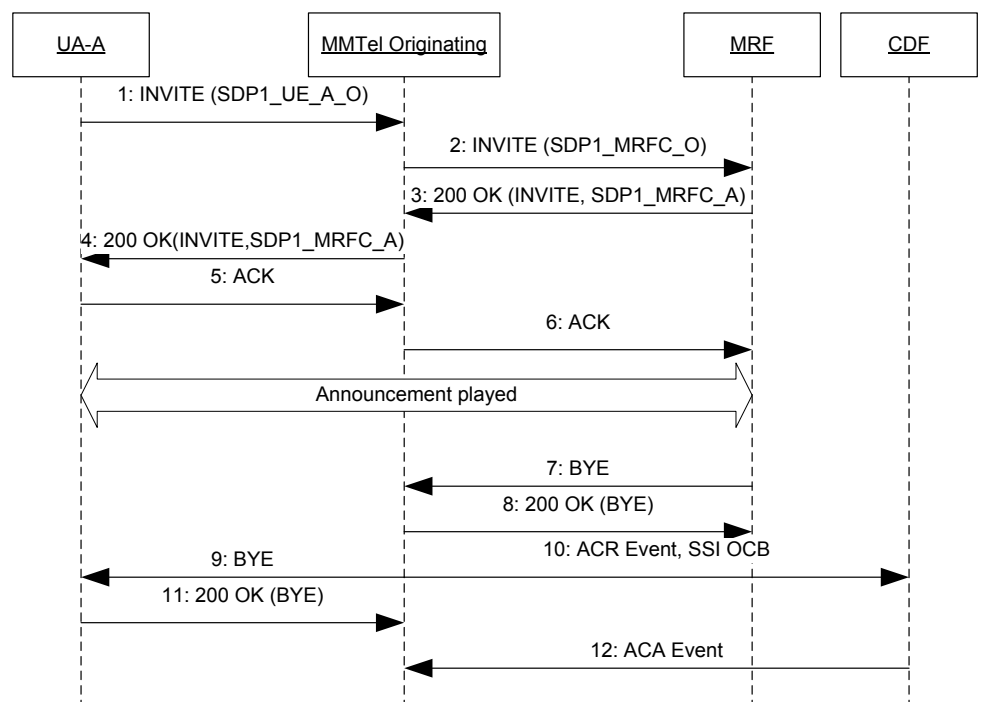 UA-A
MMTel Originating
MRF
CDF
1: INVITE (SDP1_UE_A_O)
2: INVITE (SDP1_MRFC_O)
3: 200 OK (INVITE, SDP1_MRFC_A)
4: 200 OK(INVITE,SDP1_MRFC_A)
5: ACK
6: ACK
Announcement played
7: BYE
8: 200 OK (BYE)
10: ACR Event, SSI OCB
9: BYE
11: 200 OK (BYE)
12: ACA Event